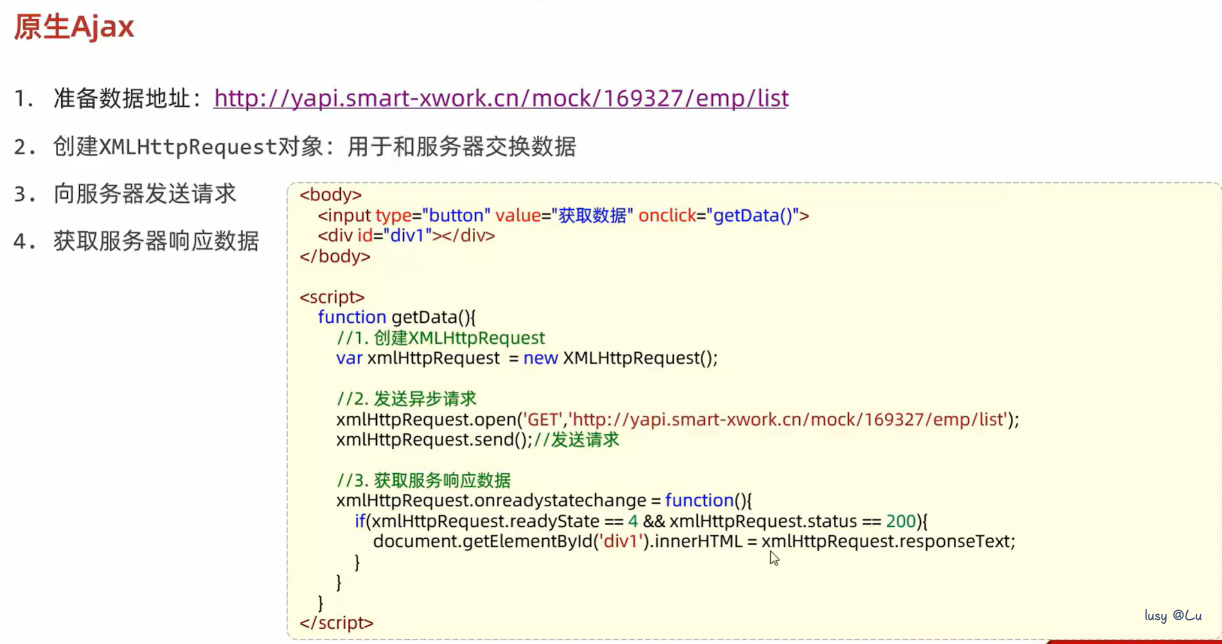 原生Ajax
1. 准备数据地址：http://yapi.smart-xwork.cn/mock/169327/emp/list
2. 创建XMLHttpRequest对象：用于和服务器交换数据
3. 向服务器发送请求
4. 获取服务器响应数据
<body>
<input type="button" value="获取数据" onclick="getData()">
<div id="div1"></div>
</body>
<script>
function getData(){
//1. 创建XMLHttpRequest
var xmlHttpRequest = new XMLHttpRequest();
//2. 发送异步请求
xmlHttpRequest.open('GET','http://yapi.smart-xwork.cn/mock/169327/emp/list');
xmlHttpRequest.send();//发送请求
//3. 获取服务响应数据
xmlHttpRequest.onreadystatechange = function(){
if(xmlHttpRequest.readyState == 4 && xmlHttpRequest.status == 200){
document.getElementById('div1').innerHTML = xmlHttpRequest.responseText;
}
}
}
</script>
lusy @Lu